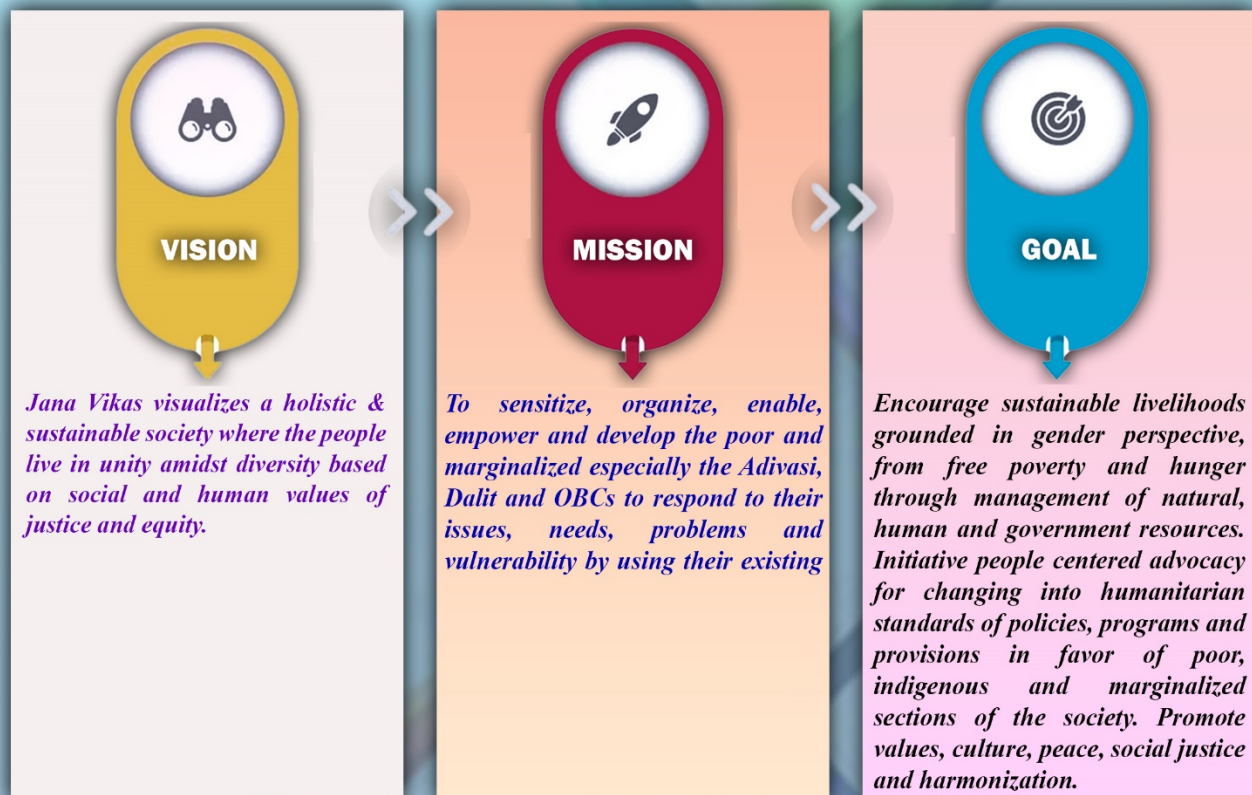 VISION
Jana Vikas visualizes a holistic &
sustainable society where the people
live in unity amidst diversity based
on social and human values of
justice and equity.
MISSION
To sensitize, organize, enable,
empower and develop the poor and
marginalized especially the Adivasi,
Dalit and OBCs to respond to their
issues, needs, problems and
vulnerability by using their existing
GOAL
Encourage sustainable livelihoods
grounded in gender perspective,
from free poverty and hunger
through management of natural,
human and government resources.
Initiative people centered advocacy
for changing into humanitarian
standards of policies, programs and
provisions in favor of poor,
indigenous and marginalized
sections of the society. Promote
values, culture, peace, social justice
and harmonization.